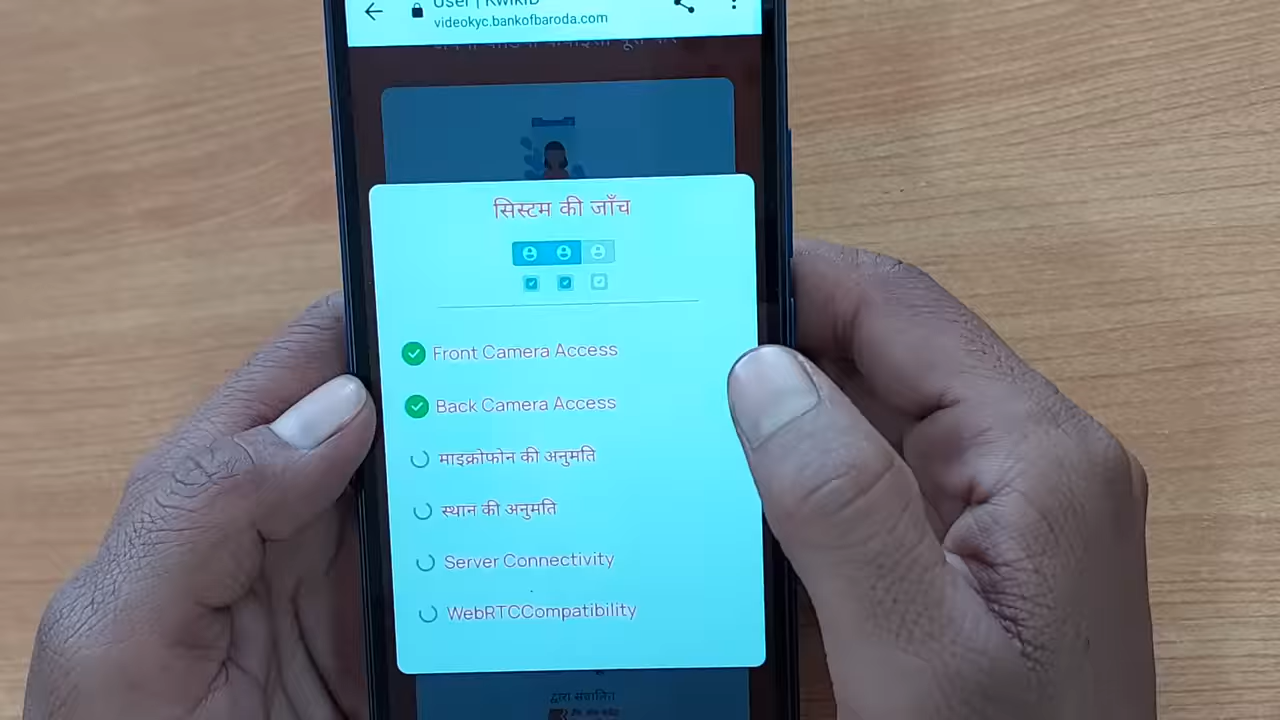 User | KwikID
videokyc.bankofbaroda.com
सिस्टम की जाँच
Front Camera Access
Back Camera Access
माइक्रोफोन की अनुमति
स्थान की अनुमति
Server Connectivity
WebRTCCompatibility
द्वारा संचालित